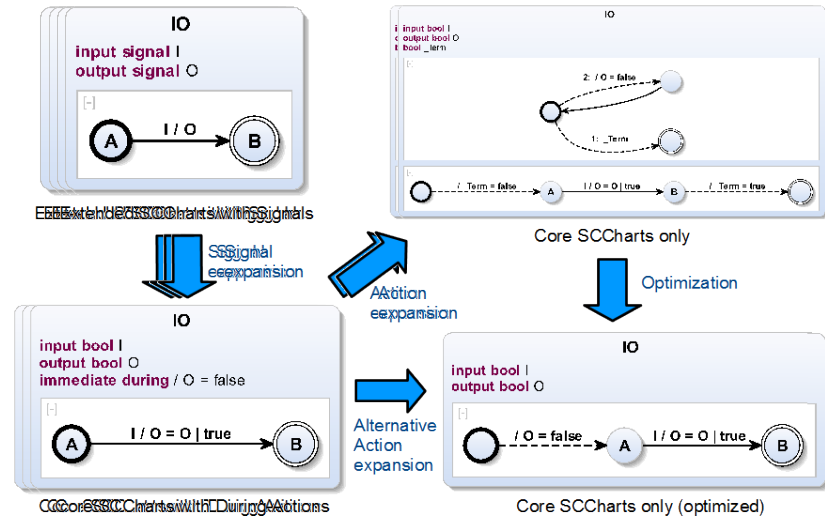 IO
input signal I
output signal O
[-]
A
I / O
B
Signal
expansion
IO
input bool I
output bool O
immediate during / O = false
[-]
A
I / O = O | true
B
Action
expansion
IO
input bool I
output bool O
bool _Term
[-]
2: / O = false
1: _Term
[-]
/ _Term = false
A
I / O = O | true
B
/ _Term = true
Core SCCharts only
Optimization
Alternative
Action
expansion
IO
input bool I
output bool O
[-]
/ O = false
A
I / O = O | true
B
Core SCCharts only (optimized)